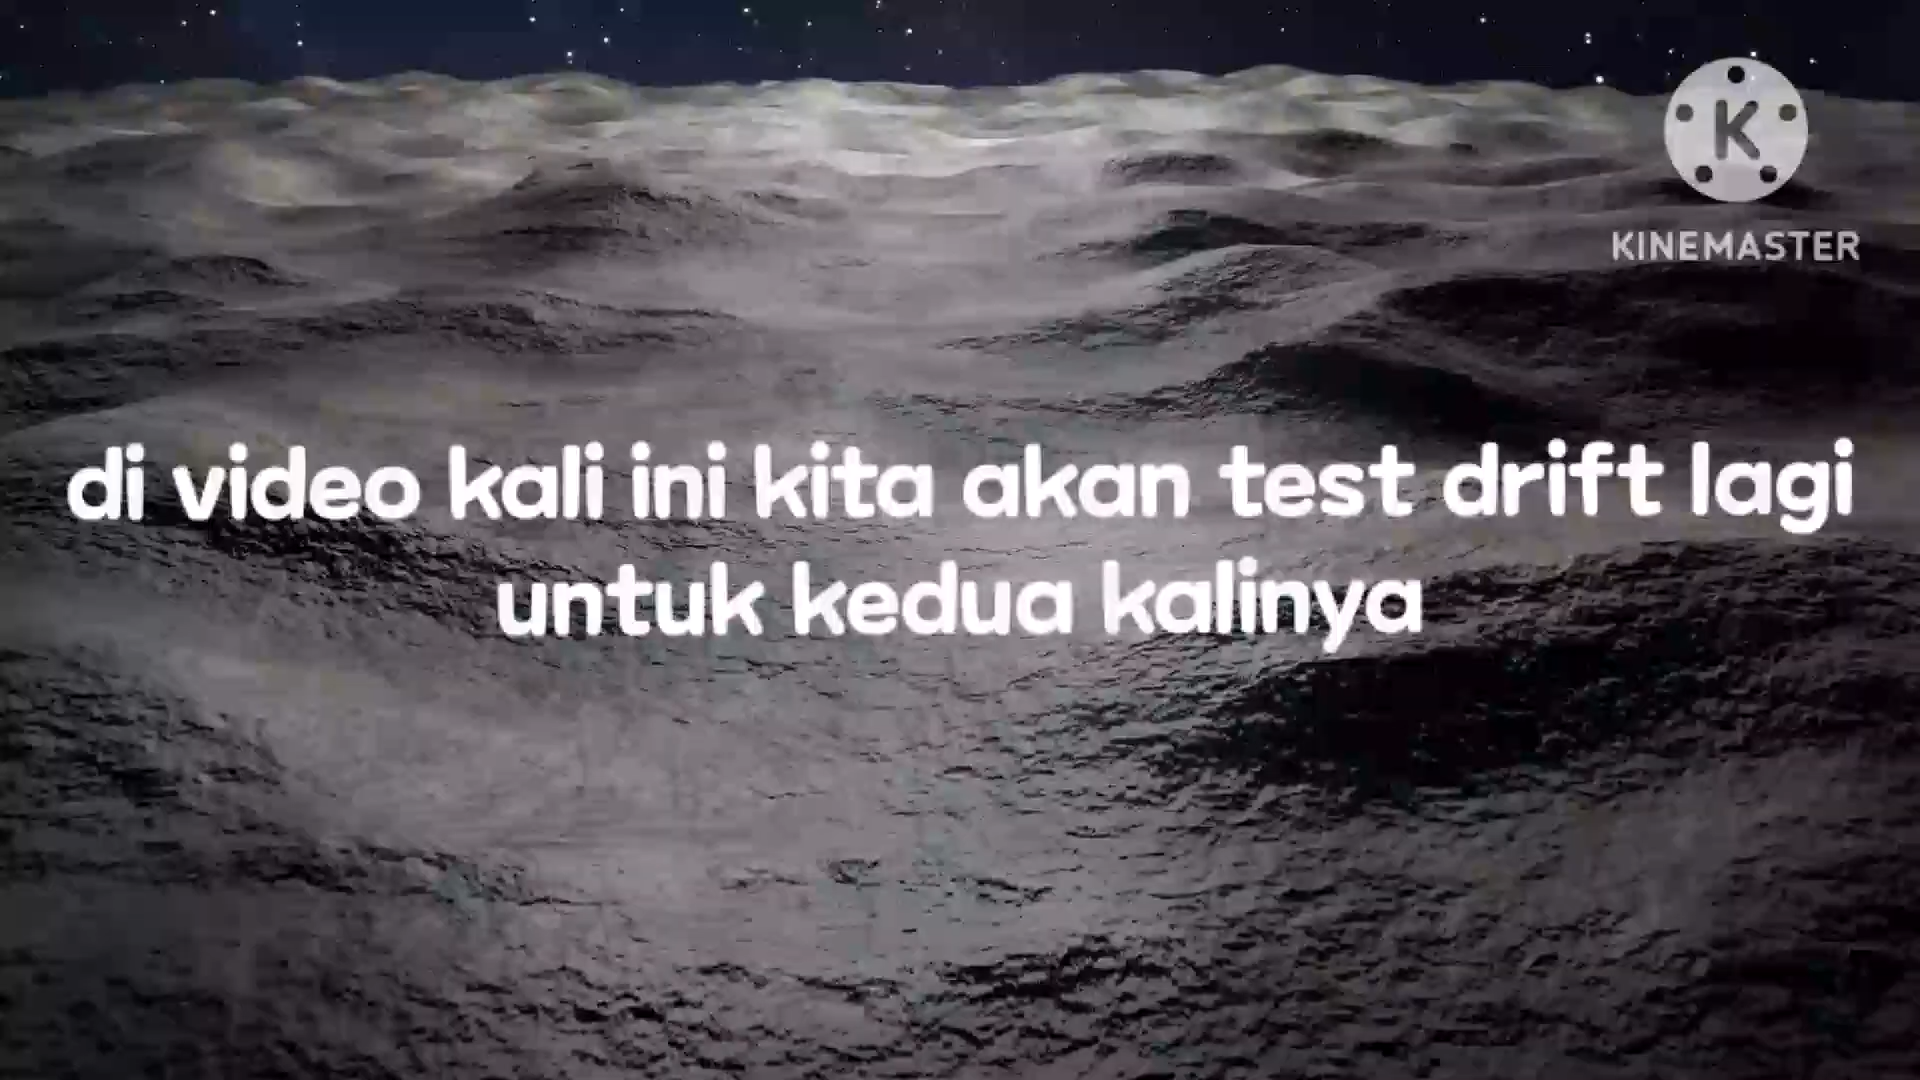 KINEMASTER
di video kali ini kita akan test drift lagi
untuk kedua kalinya